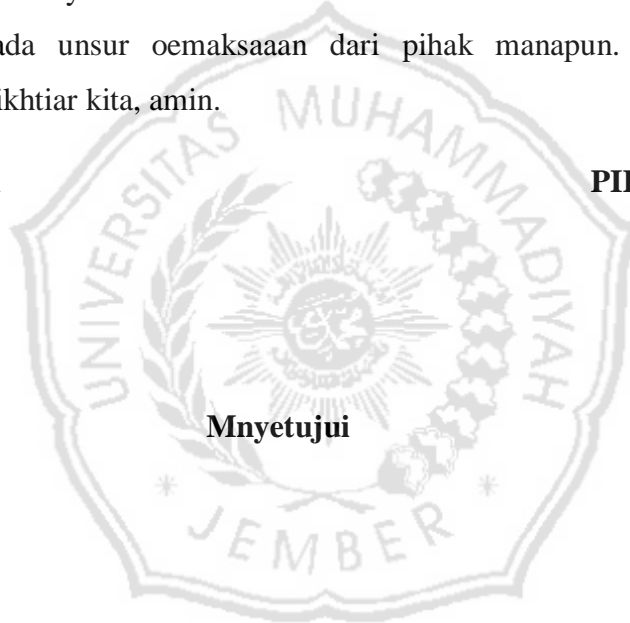 ada unsur oemaksaaan dari pihak manapun.
ikhtiar kita, amin.
PII
Mnyetujui
UNIVERSITAS MUHAMMADIYAH
JEMBER